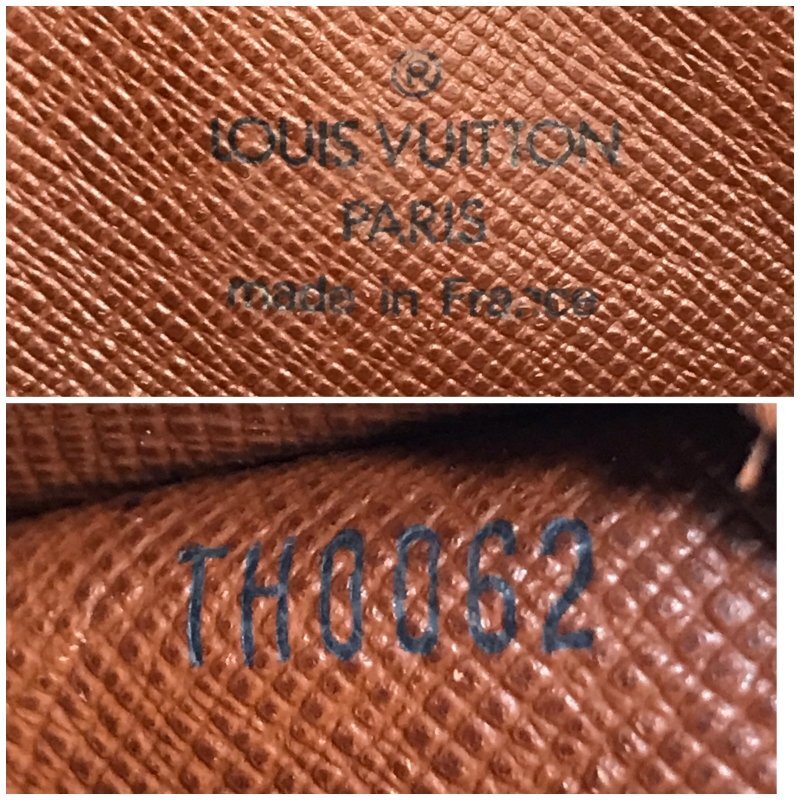 ®
LOUIS VUITTON
PARIS
made in France
TH0062